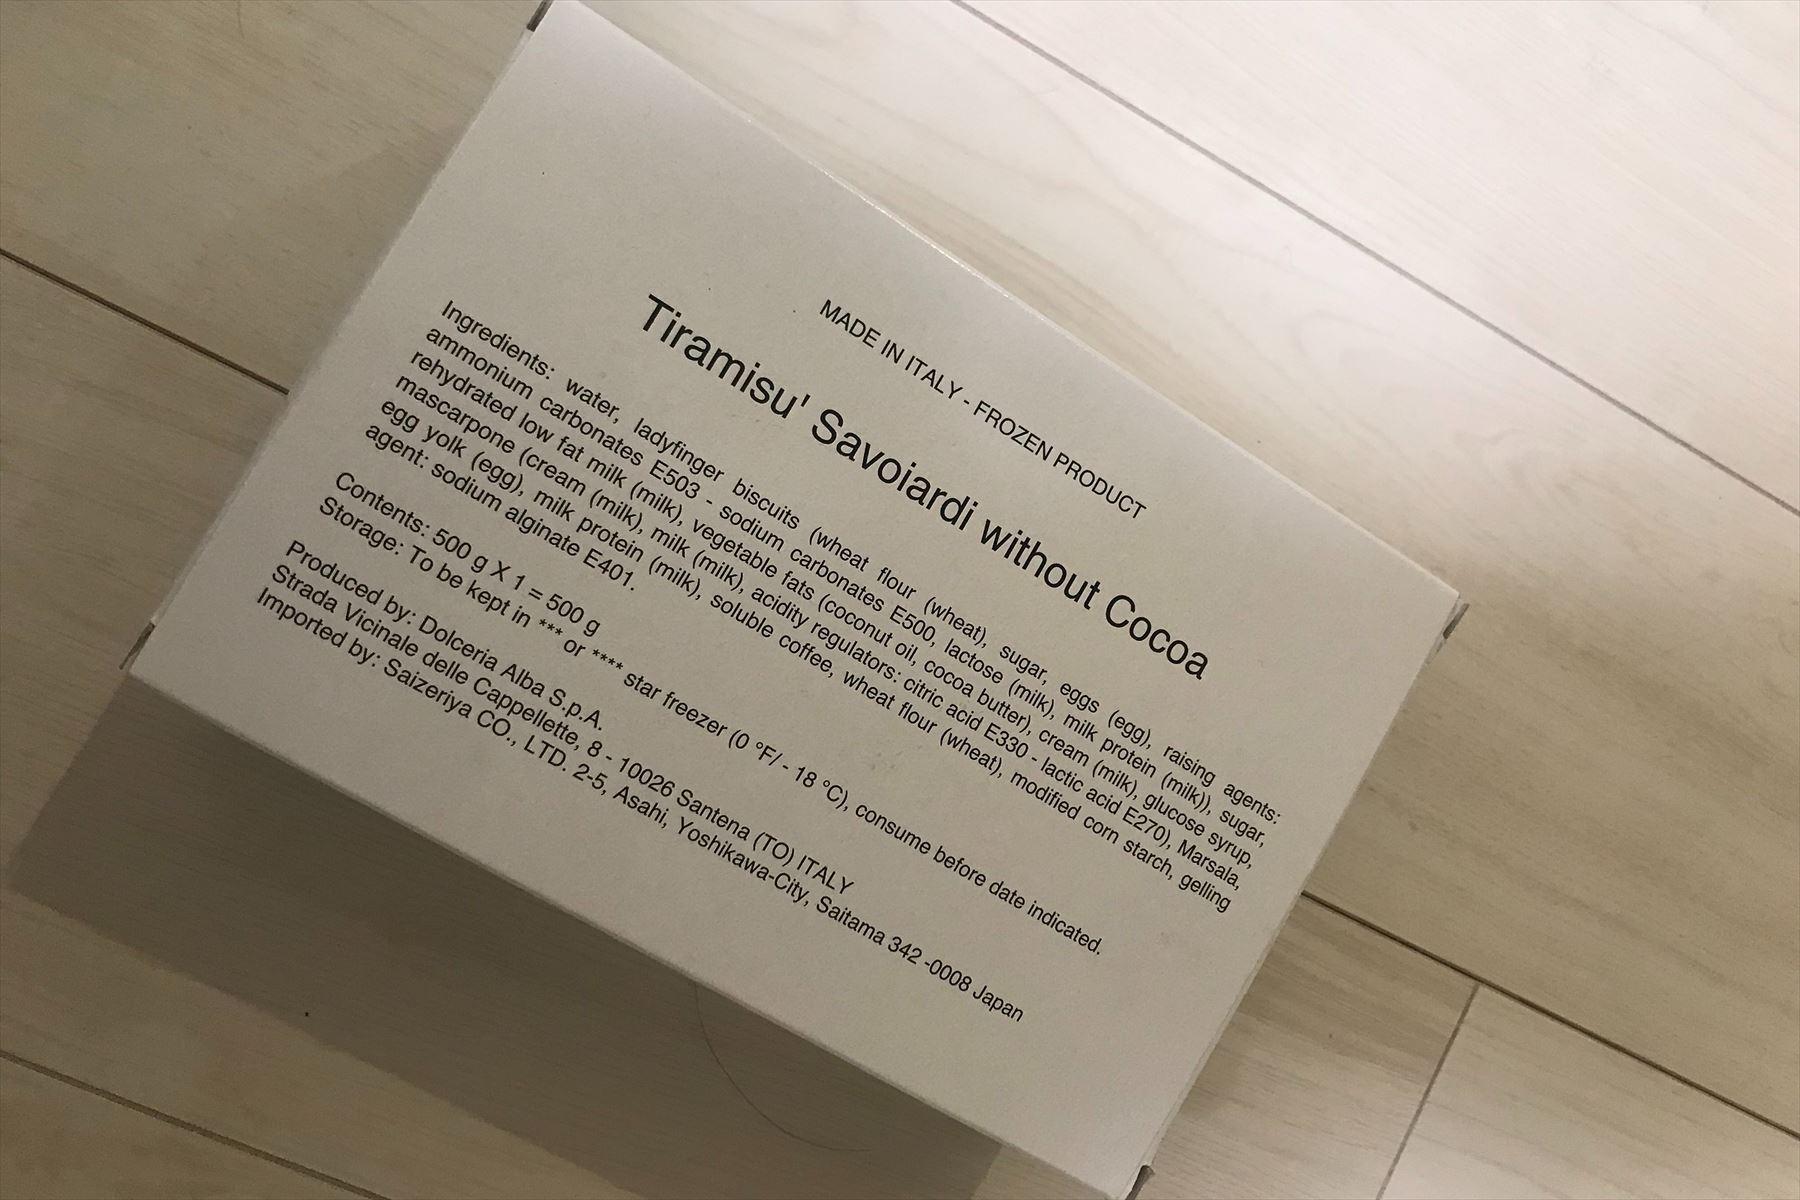 MADE IN ITALY - FROZEN PRODUCT
Tiramisu' Savoiardi without Cocoa
Ingredients: water, ladyfinger biscuits (wheat flour (wheat), sugar, eggs (egg), raising agents:
ammonium carbonates E503 - sodium carbonates E500, lactose (milk), milk protein (milk)), sugar,
rehydrated low fat milk (milk), vegetable fats (coconut oil, cocoa butter), cream (milk), glucose syrup,
mascarpone (cream (milk), milk (milk), acidity regulators: citric acid E330 - lactic acid E270), Marsala,
egg yolk (egg), milk protein (milk), soluble coffee, wheat flour (wheat), modified corn starch, gelling
agent: sodium alginate E401.
Contents: 500 g X 1 = 500 g
Storage: To be kept in *** or **** star freezer (0 °F/ - 18 °C), consume before date indicated.
Produced by: Dolceria Alba S.p.A.
Strada Vicinale delle Cappellette, 8 - 10026 Santena (TO) ITALY
Imported by: Saizeriya CO., LTD. 2-5, Asahi, Yoshikawa-City, Saitama 342 -0008 Japan